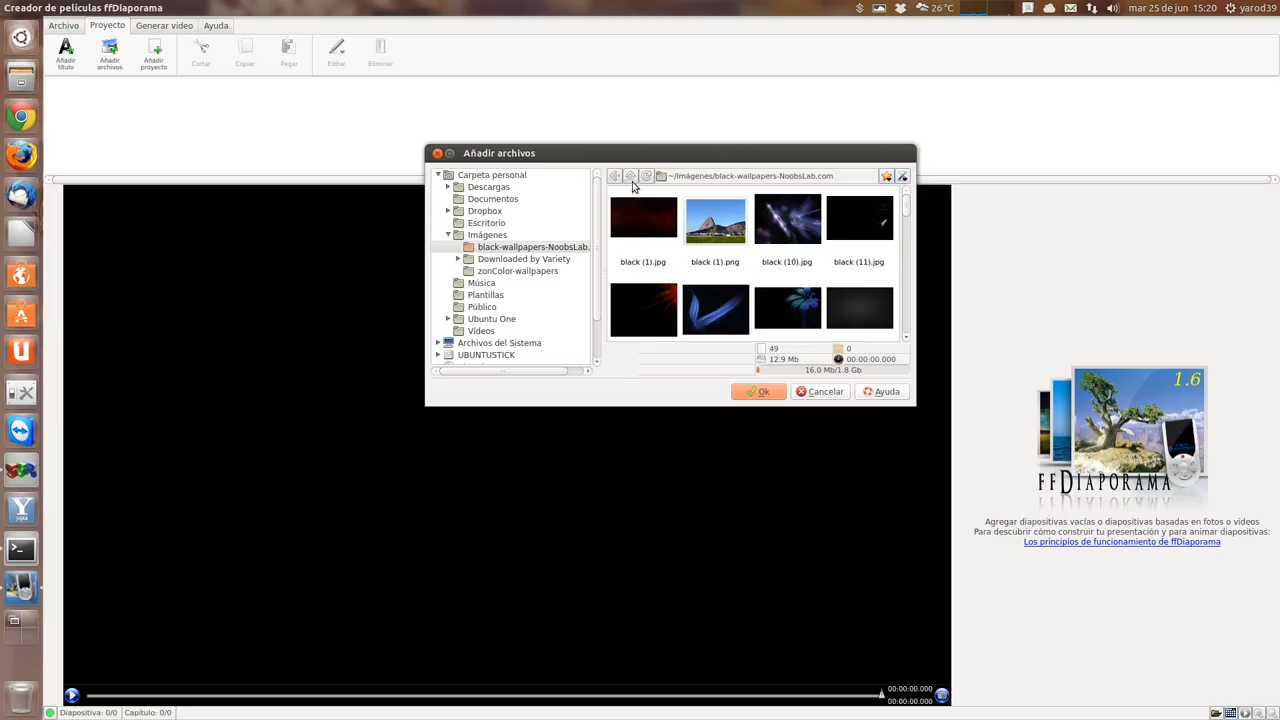 Creador de películas ffDiaporama
26°C
mar 25 de jun
15:20
yarod39
Archivo
Proyecto
Generar video
Ayuda
Añadir título
Añadir archivos
Añadir proyecto
Cortar
Copiar
Pegar
Editar
Eliminar
Añadir archivos
Carpeta personal
Descargas
Documentos
Dropbox
Escritorio
Imágenes
black-wallpapers-NoobsLab.
Downloaded by Variety
zonColor-wallpapers
Música
Plantillas
Público
Ubuntu One
Vídeos
Archivos del Sistema
UBUNTUSTICK
~/Imágenes/black-wallpapers-NoobsLab.com
black (1).jpg
black (1).png
black (10).jpg
black (11).jpg
49
0
12.9 Mb
00:00:00.000
16.0 Mb/1.8 Gb
Ok
Cancelar
Ayuda
1.6
ffDiaporama
Agregar diapositivas vacías o diapositivas basadas en fotos o videos
Para descubrir cómo construir tu presentación y para animar diapositivas:
Los principios de funcionamiento de ffDiaporama
00:00:00.000
00:00:00.000
Diapositiva: 0/0
Capítulo: 0/0